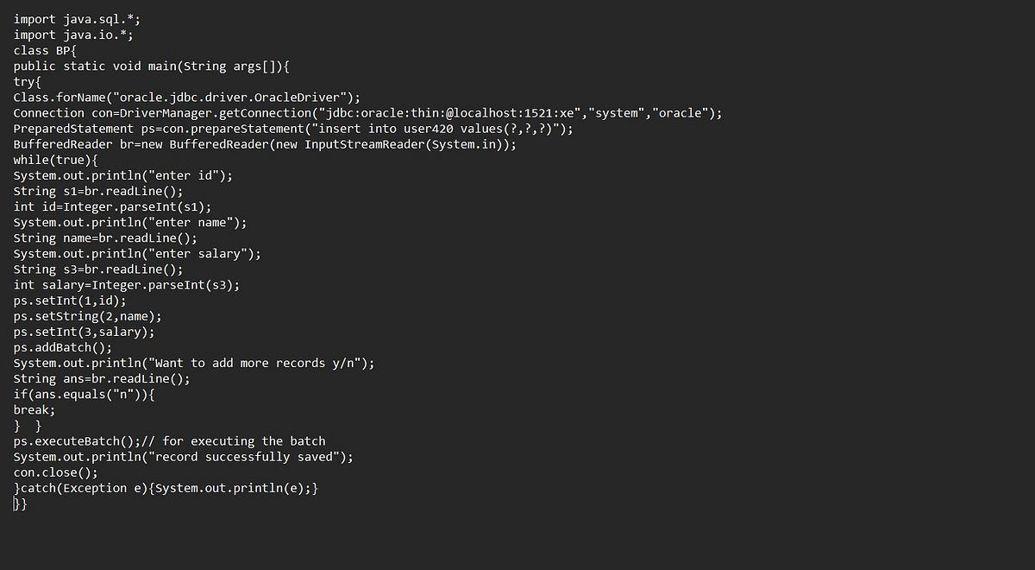 import java.sql.*;
import java.io.*;
class BP{
public static void main(String args[]){
try{
Class.forName("oracle.jdbc.driver.OracleDriver");
Connection con=DriverManager.getConnection("jdbc:oracle:thin:@localhost:1521:xe","system","oracle");
PreparedStatement ps=con.prepareStatement("insert into user420 values(?,?,?)");
BufferedReader br=new BufferedReader(new InputStreamReader(System.in));
while(true){
System.out.println("enter id");
String s1=br.readLine();
int id=Integer.parseInt(s1);
System.out.println("enter name");
String name=br.readLine();
System.out.println("enter salary");
String s3=br.readLine();
int salary=Integer.parseInt(s3);
ps.setInt(1,id);
ps.setString(2,name);
ps.setInt(3,salary);
ps.addBatch();
System.out.println("Want to add more records y/n");
String ans=br.readLine();
if(ans.equals("n")){
break;
}  }
ps.executeBatch();// for executing the batch
System.out.println("record successfully saved");
con.close();
}catch(Exception e){System.out.println(e);}
}}